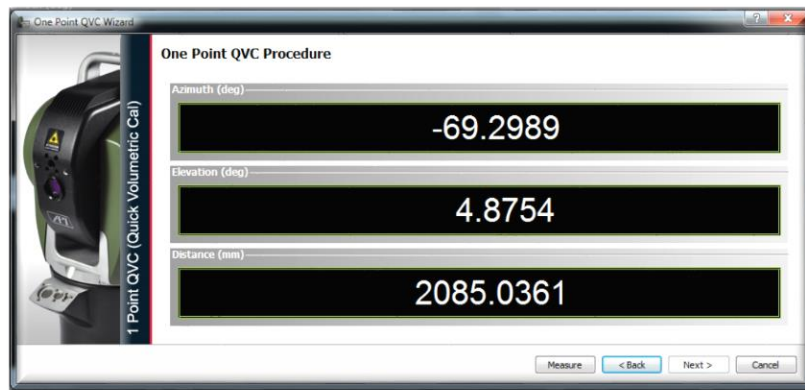 One Point QVC Wizard
One Point QVC Procedure
Azimuth (deg)
-69.2989
Elevation (deg)
4.8754
Distance (mm)
2085.0361
1 Point QVC (Quick Volumetric Cal)
Measure
< Back
Next >
Cancel